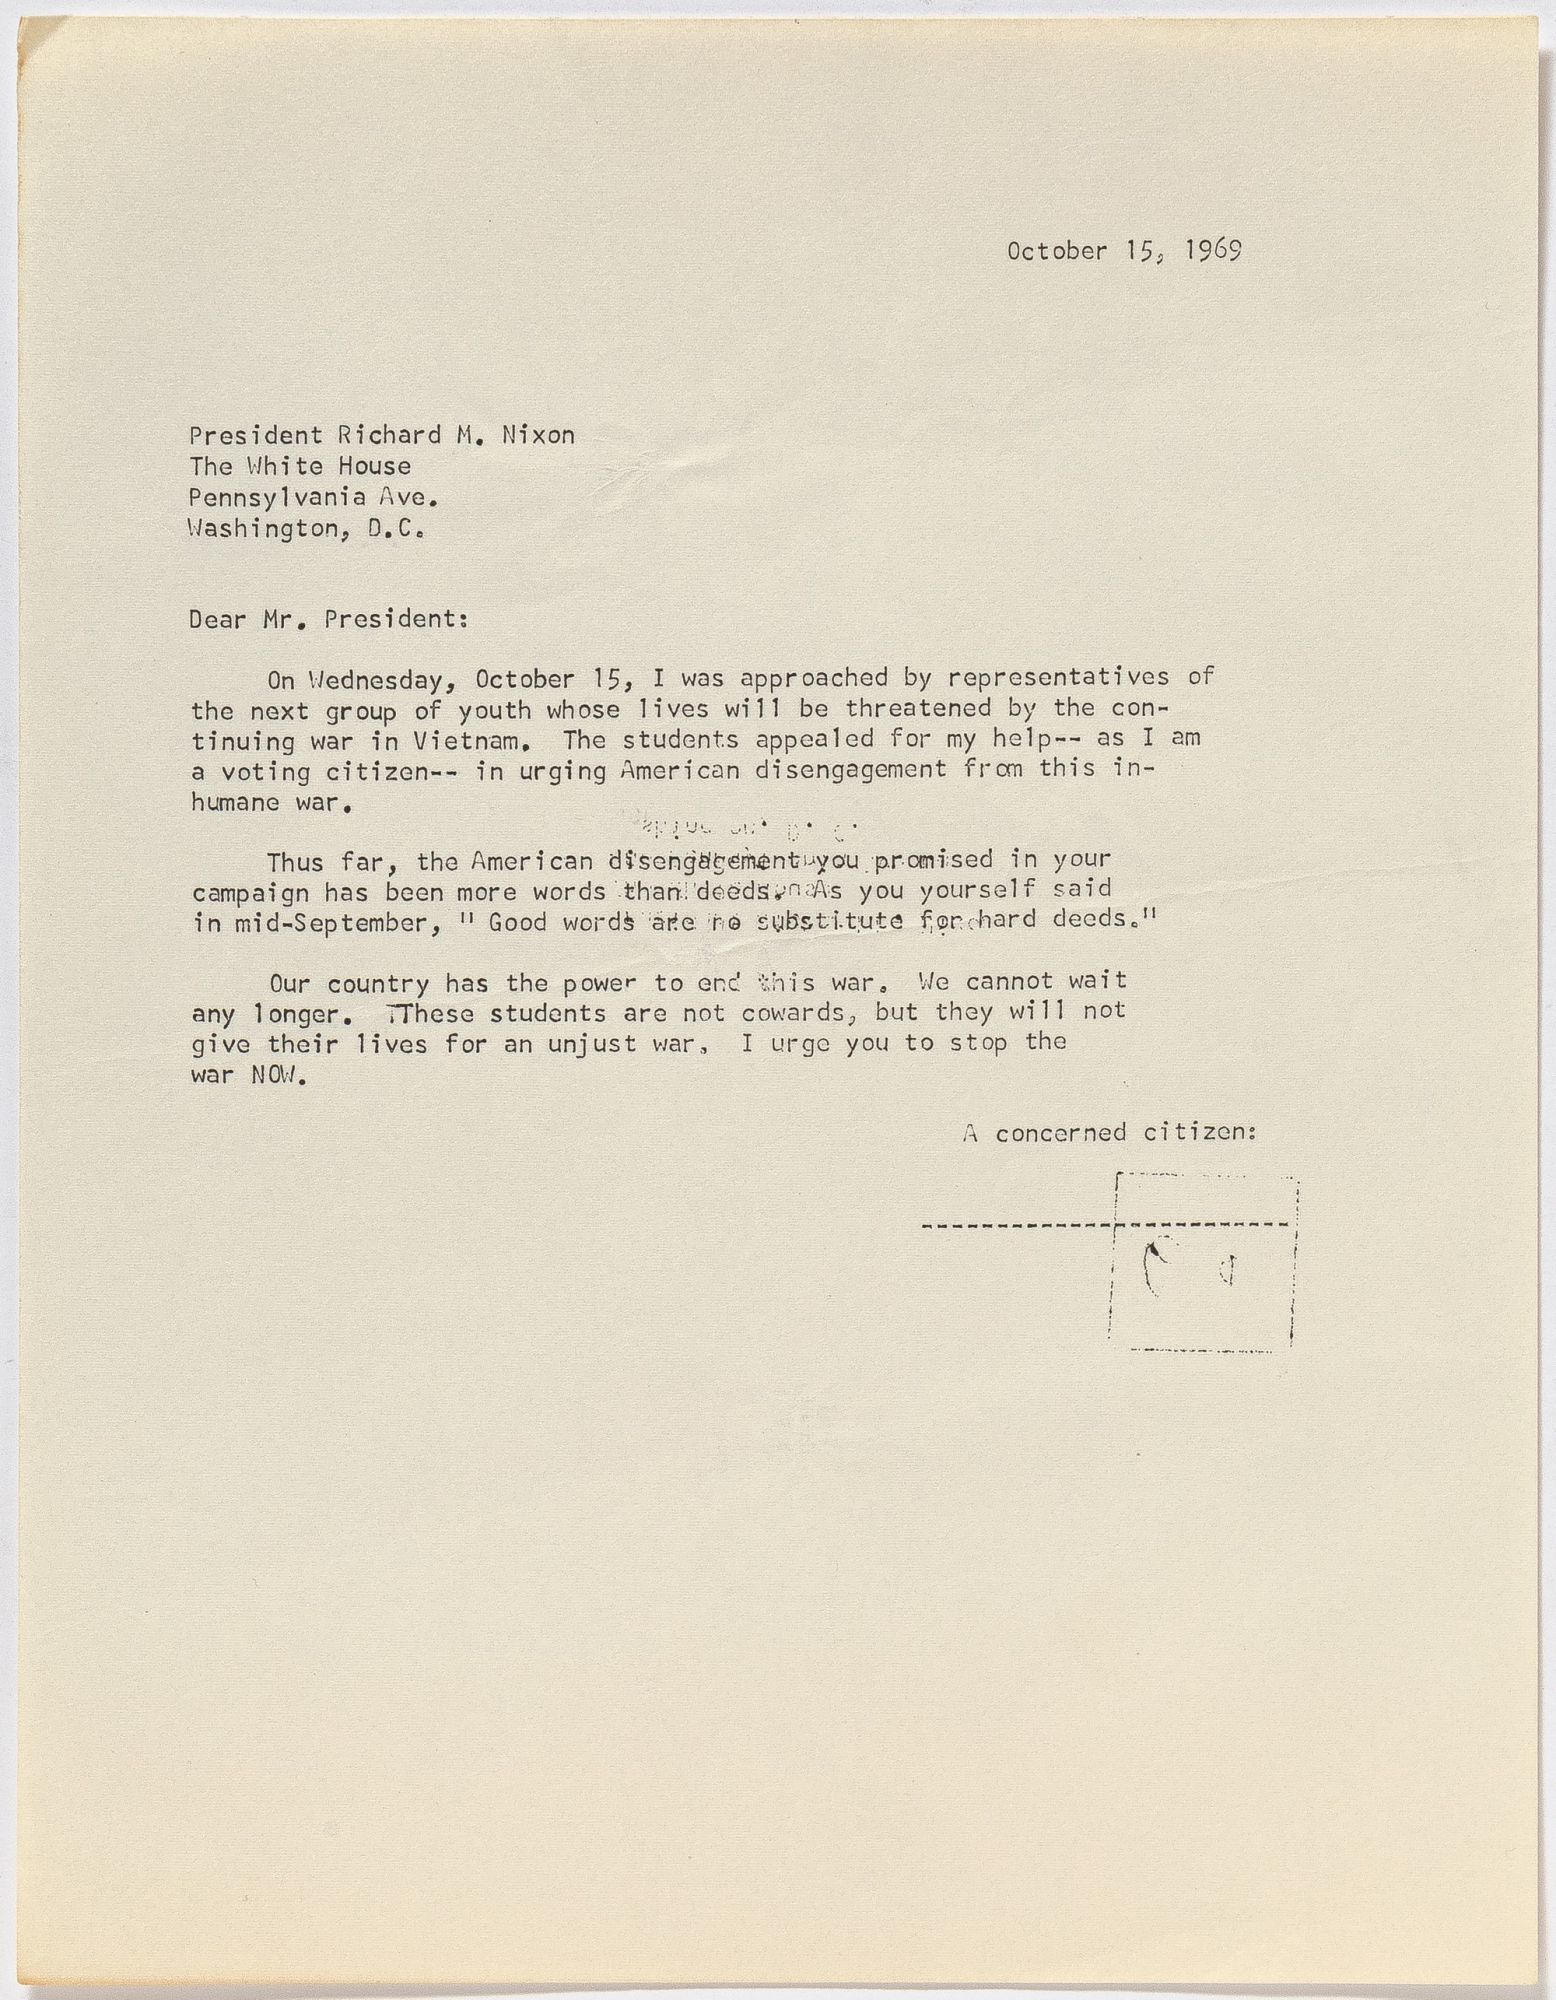 October 15, 1969
President Richard M. Nixon
The White House
Pennsylvania Ave.
Washington, D.C.
Dear Mr. President:
On Wednesday, October 15, I was approached by representatives of
the next group of youth whose lives will be threatened by the con-
tinuing war in Vietnam. The students appealed for my help-- as I am
a voting citizen-- in urging American disengagement from this in-
humane war.
Thus far, the American disengagement you promised in your
campaign has been more words than deeds. As you yourself said
in mid-September, " Good words are no substitute for hard deeds."
Our country has the power to end this war. We cannot wait
any longer. These students are not cowards, but they will not
give their lives for an unjust war. I urge you to stop the
war NOW.
A concerned citizen: